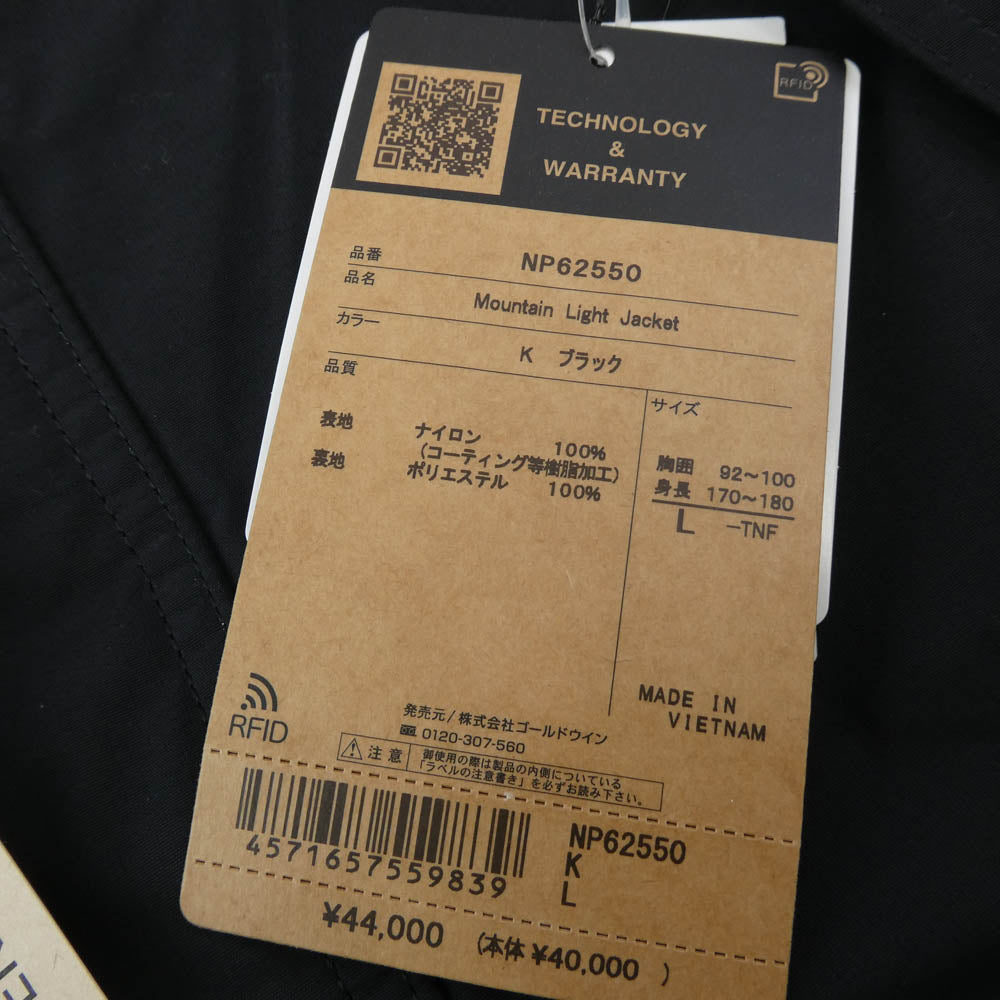 RFID
TECHNOLOGY
&
WARRANTY
品番 NP62550
品名 Mountain Light Jacket
カラー K ブラック
品質
サイズ
表地 ナイロン 100%
(コーティング等樹脂加工)
裏地 ポリエステル 100%
胸囲 92〜100
身長 170〜180
L -TNF
MADE IN
VIETNAM
RFID
発売元/株式会社ゴールドウイン
0120-307-560
注意 御使用の際は製品の内側についている
「ラベルの注意書き」を必ずお読み下さい。
4571657559839
NP62550
K
L
¥44,000 (本体 ¥40,000 )